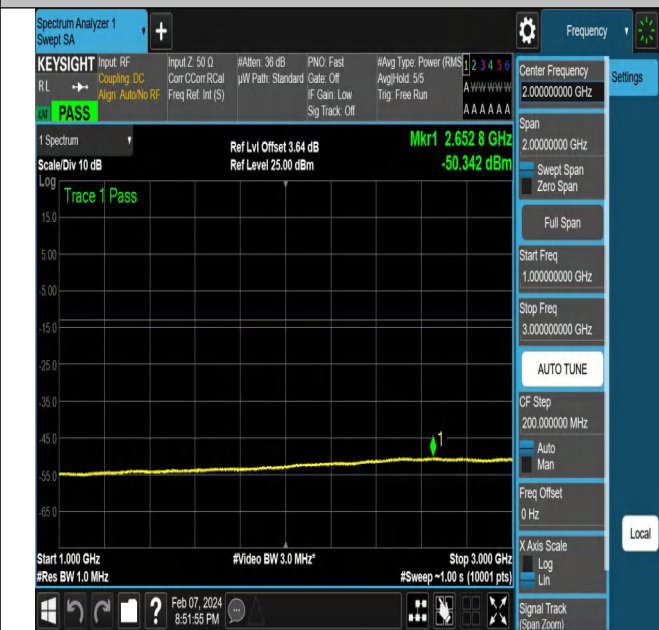 Spectrum Analyzer 1
Swept SA
+
Frequency
KEYSIGHT
RL
LXI
PASS
Input: RF
Coupling: DC
Align: Auto/No RF
Input Z: 50 Ω
Corr CCorr RCal
Freq Ref: Int (S)
#Atten: 36 dB
µW Path: Standard
PNO: Fast
Gate: Off
IF Gain: Low
Sig Track: Off
#Avg Type: Power (RMS
Avg|Hold: 5/5
Trig: Free Run
1 2 3 4 5 6
A W W W W W
A A A A A A
1 Spectrum
Scale/Div 10 dB
Ref Lvl Offset 3.64 dB
Ref Level 25.00 dBm
Mkr1 2.652 8 GHz
-50.342 dBm
Log
Trace 1 Pass
15.0
5.00
-5.00
-15.0
-25.0
-35.0
-45.0
-55.0
-65.0
1
Start 1.000 GHz
#Res BW 1.0 MHz
#Video BW 3.0 MHz*
Stop 3.000 GHz
#Sweep ~1.00 s (10001 pts)
Feb 07, 2024
8:51:55 PM
Center Frequency
2.000000000 GHz
Span
2.00000000 GHz
Swept Span
Zero Span
Full Span
Start Freq
1.000000000 GHz
Stop Freq
3.000000000 GHz
AUTO TUNE
CF Step
200.000000 MHz
Auto
Man
Freq Offset
0 Hz
X Axis Scale
Log
Lin
Signal Track
(Span Zoom)
Settings
Local